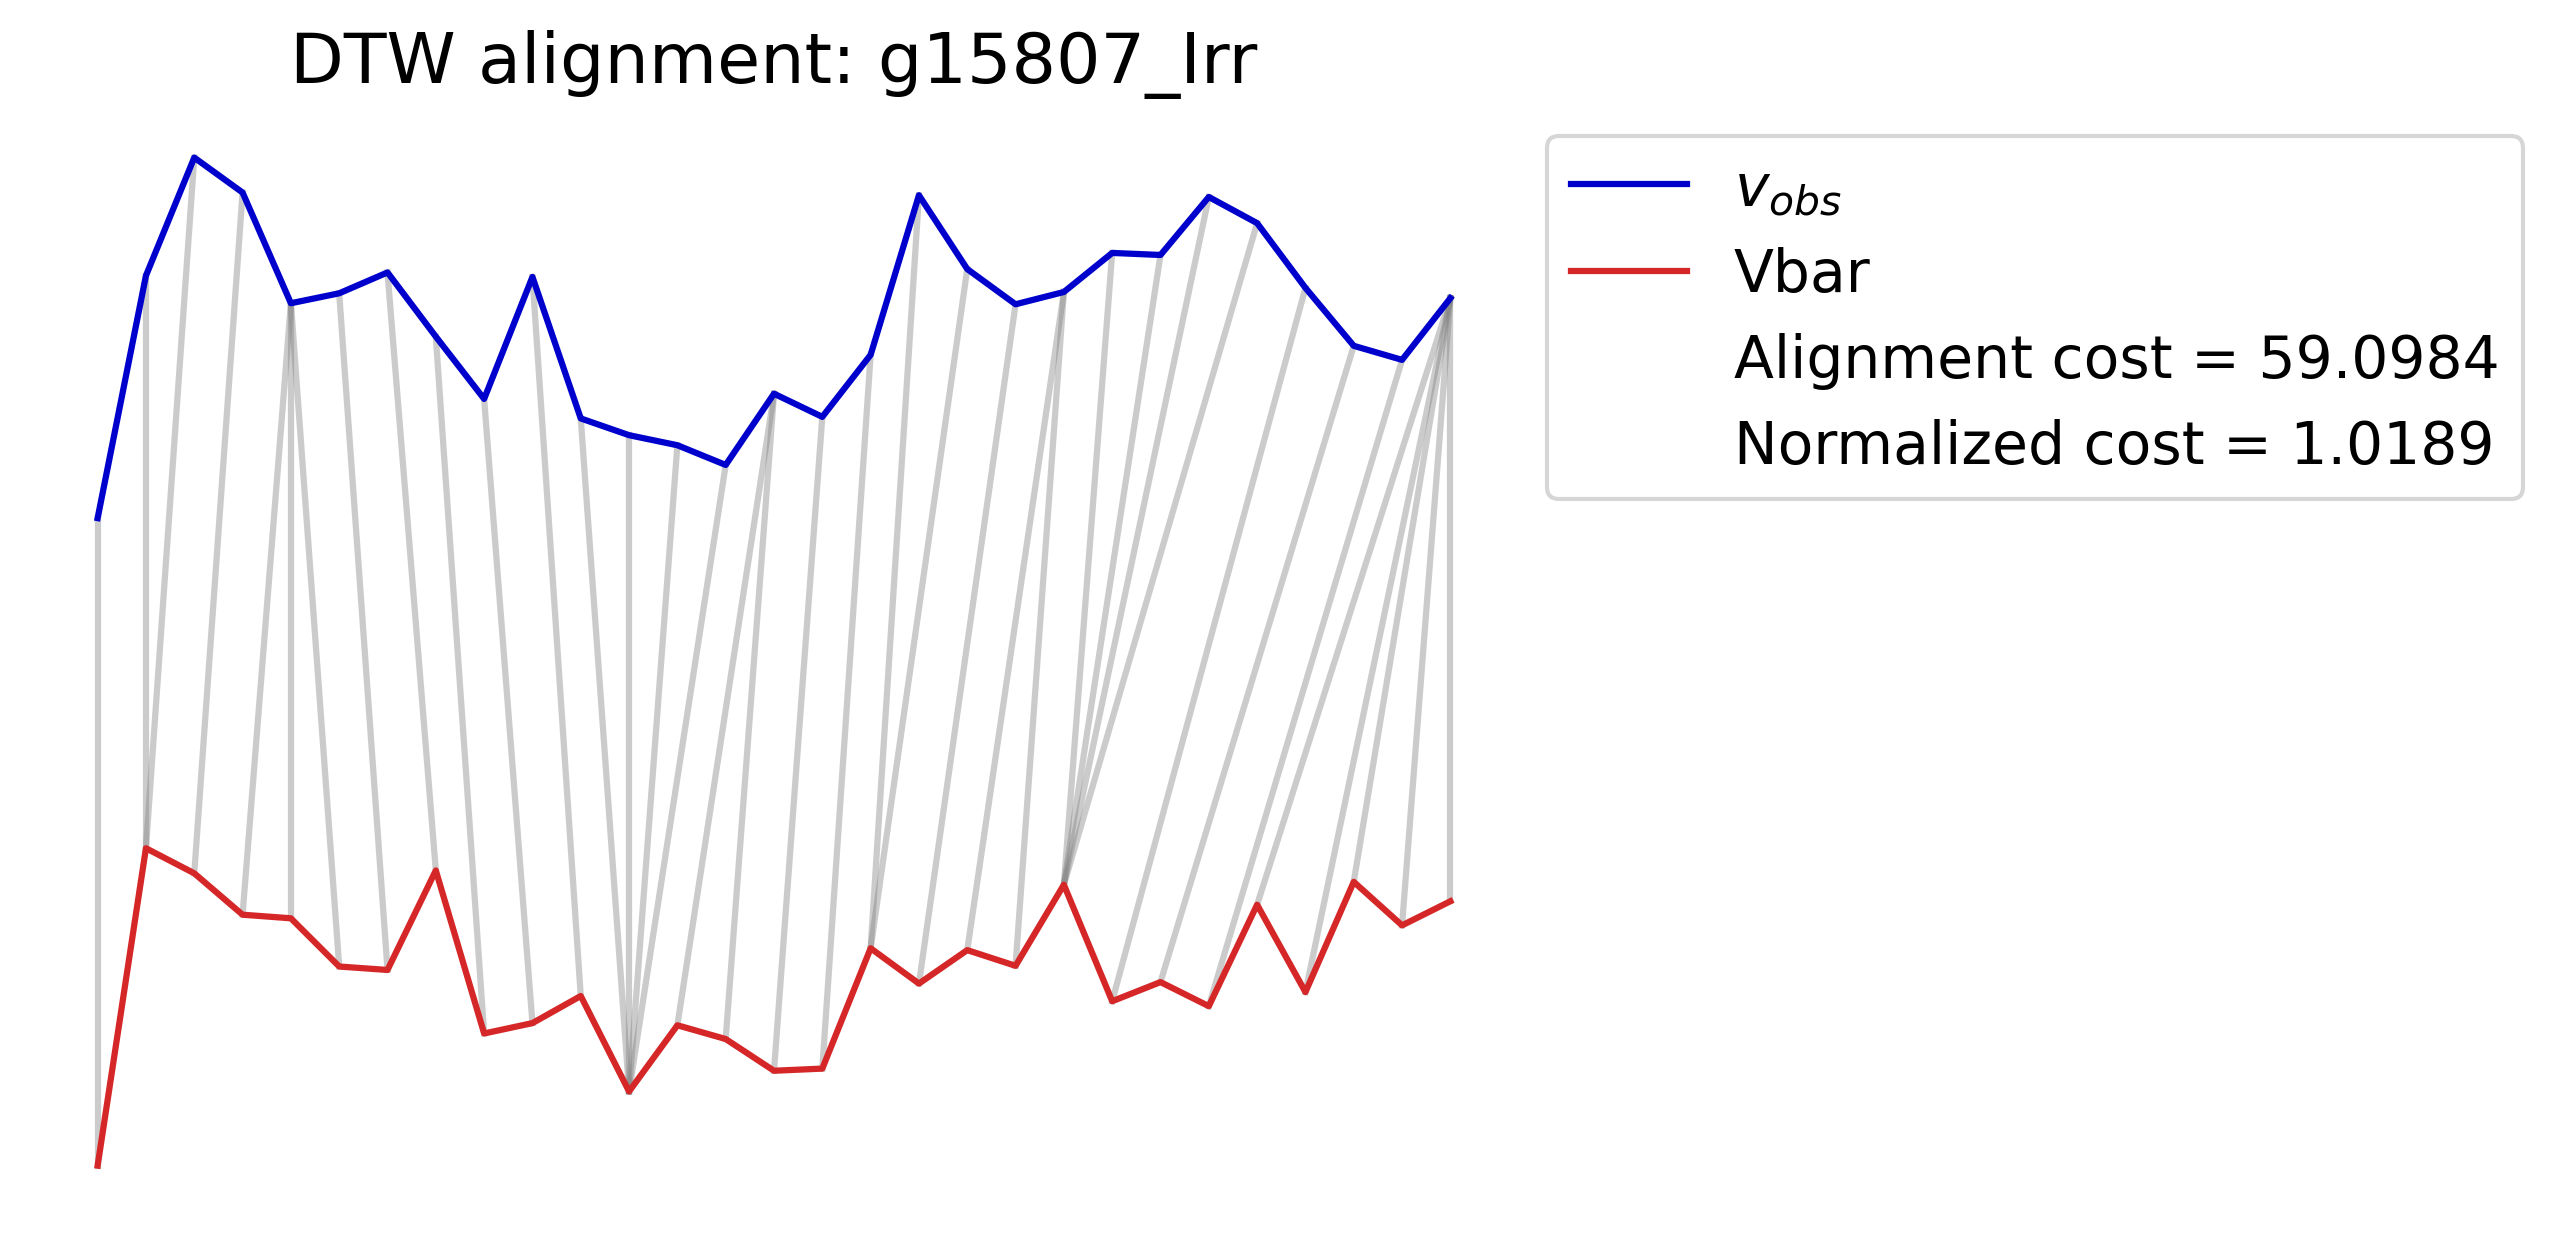 DTW alignment: g15807_Irr
v_obs
Vbar
Alignment cost = 59.0984
Normalized cost = 1.0189